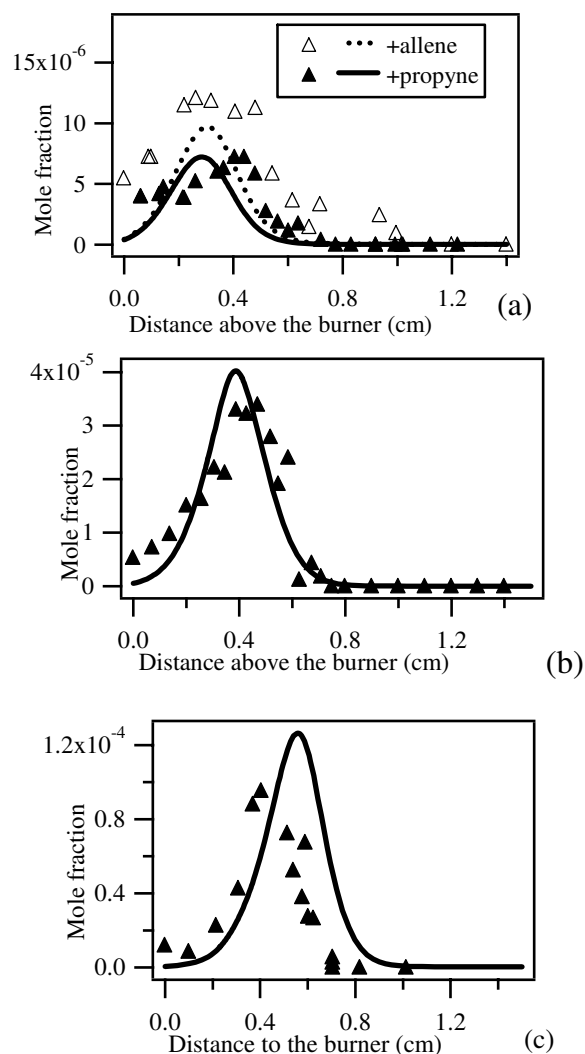 +allene
+propyne
15x10-6
10
5
0
Mole fraction
0.0 0.4 0.8 1.2
Distance above the burner (cm)
(a)
4x10-5
3
2
1
0
Mole fraction
0.0 0.4 0.8 1.2
Distance above the burner (cm)
(b)
1.2x10-4
0.8
0.4
0.0
Mole fraction
0.0 0.4 0.8 1.2
Distance to the burner (cm)
(c)